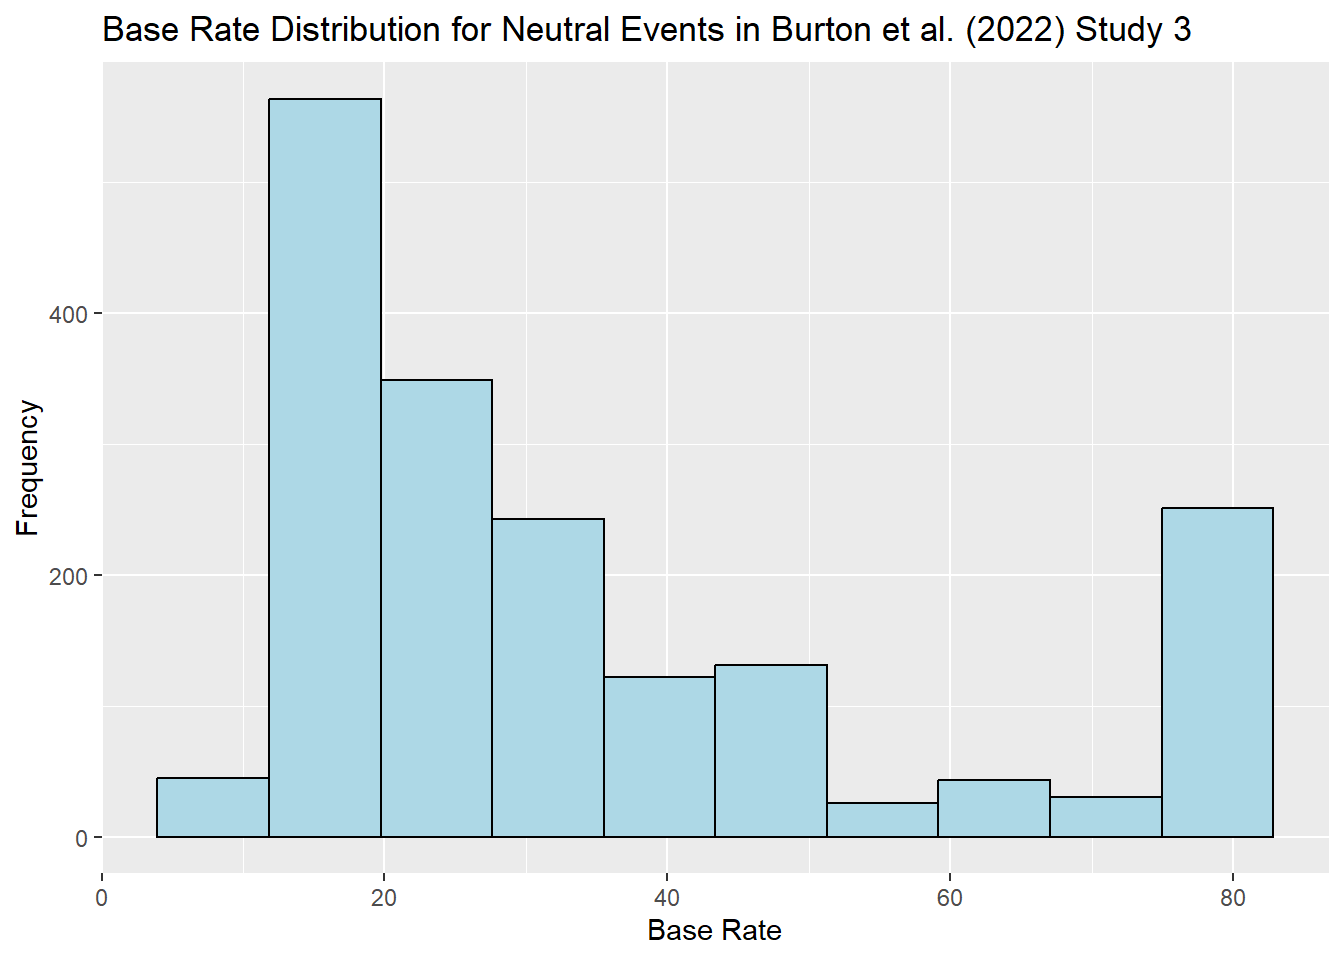 Base Rate Distribution for Neutral Events in Burton et al. (2022) Study 3
Frequency
400
200
0
0 20 40 60 80
Base Rate